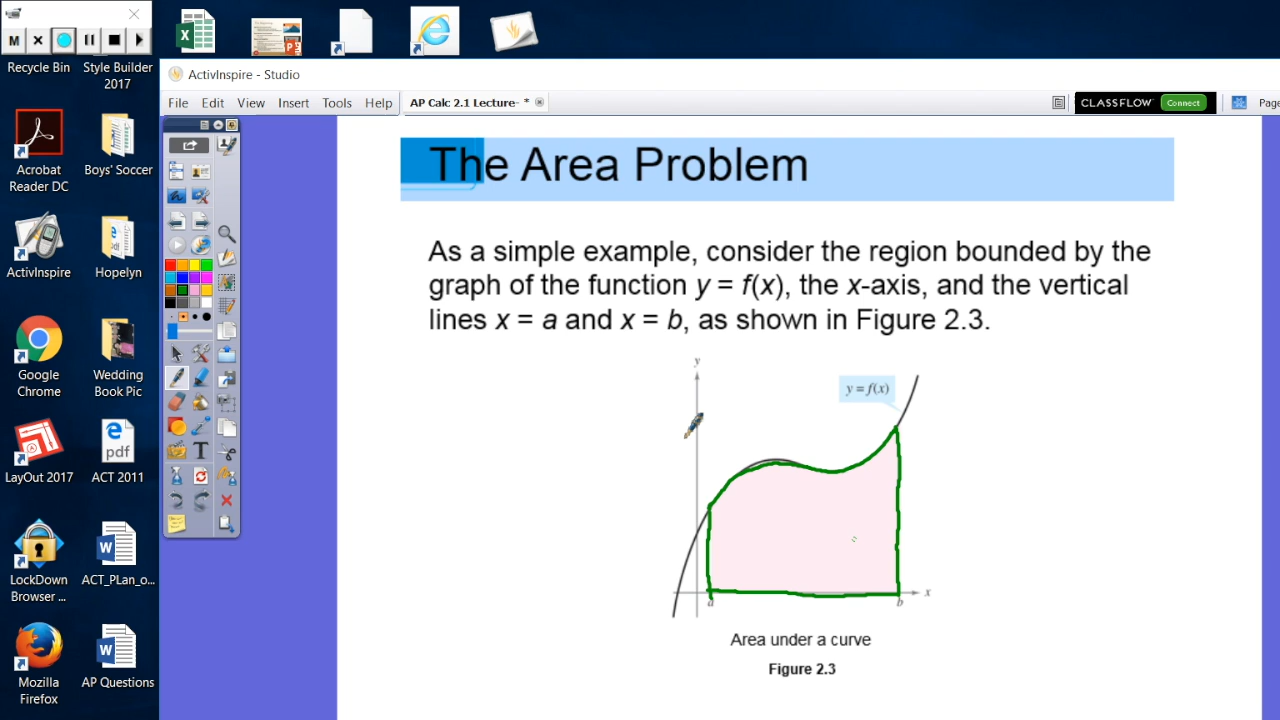 M
Recycle Bin
Style Builder
2017
Acrobat
Reader DC
Boys' Soccer
ActivInspire
Hopelyn
Google
Chrome
Wedding
Book Pic
LayOut 2017
pdf
ACT 2011
LockDown
Browser ...
ACT_PLan_o...
Mozilla
Firefox
AP Questions
ActivInspire - Studio
File Edit View Insert Tools Help
AP Calc 2.1 Lecture- *
CLASSFLOW Connect
Page
The Area Problem
As a simple example, consider the region bounded by the
graph of the function y = f(x), the x-axis, and the vertical
lines x = a and x = b, as shown in Figure 2.3.
y
y = f(x)
a
b
x
Area under a curve
Figure 2.3